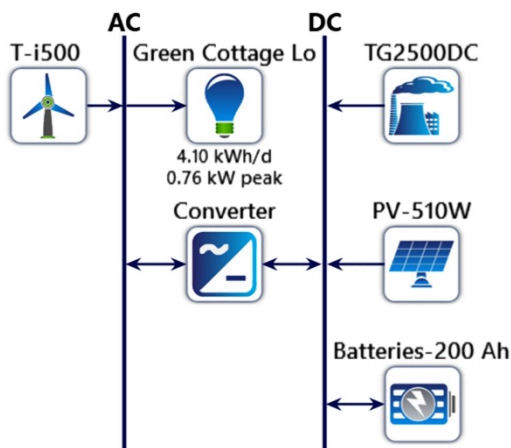 AC
DC
T-i500
Green Cottage Lo
TG2500DC
4.10 kWh/d
0.76 kW peak
Converter
PV-510W
Batteries-200 Ah